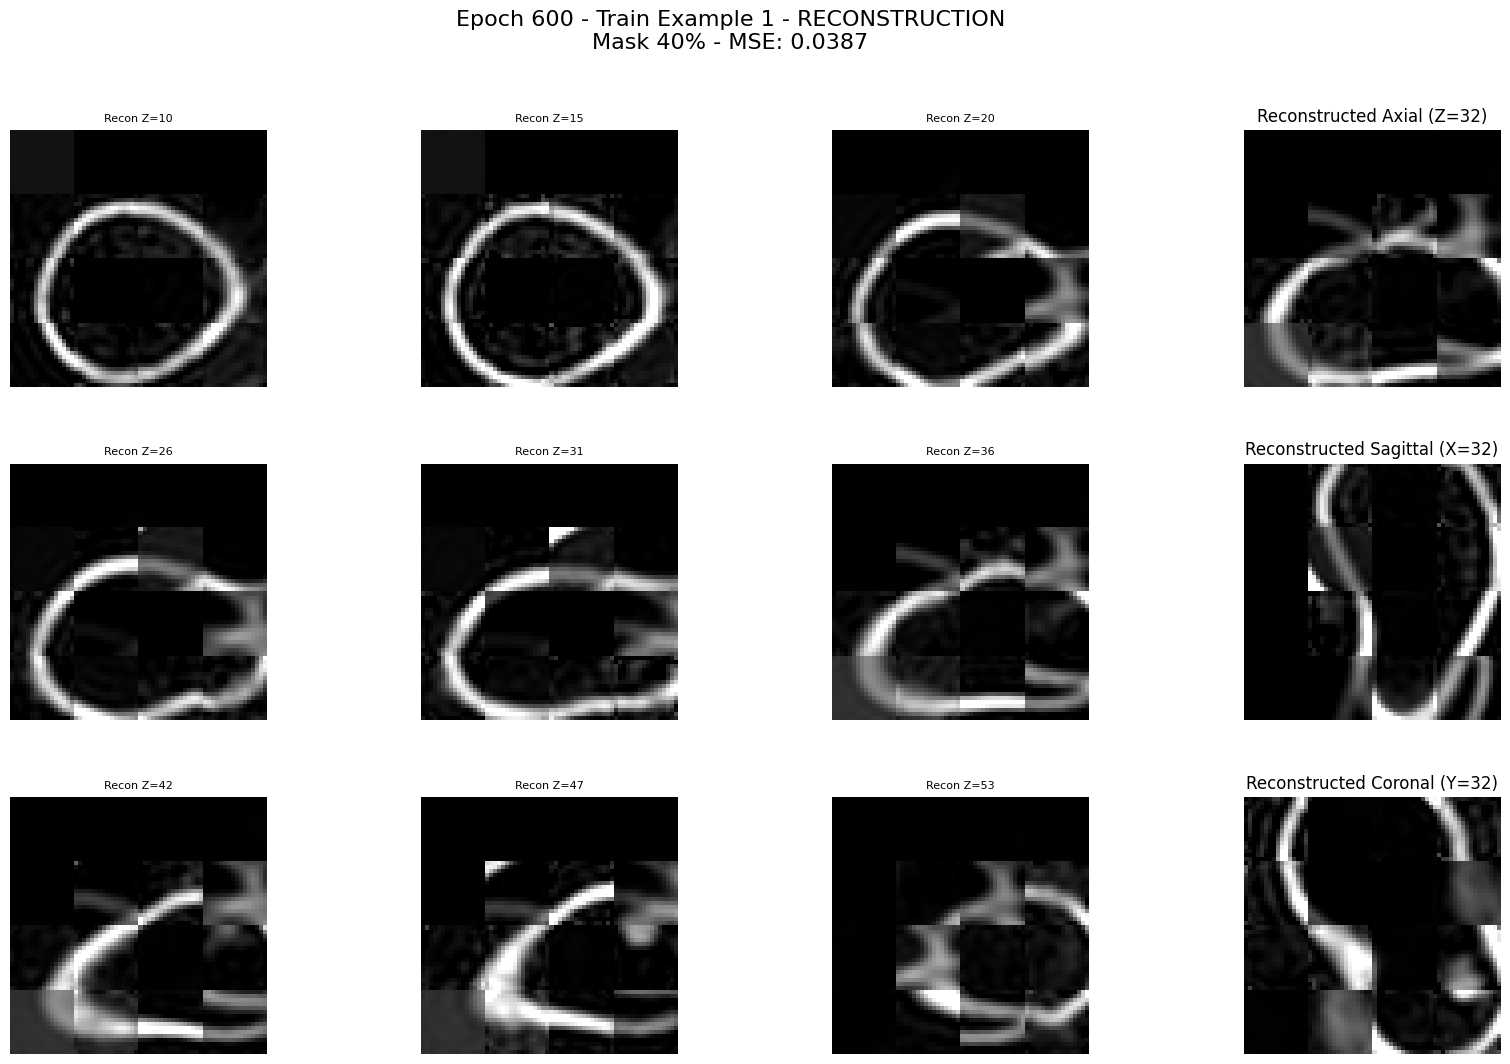 Epoch 600 - Train Example 1 - RECONSTRUCTION
Mask 40% - MSE: 0.0387
Recon Z=10
Recon Z=15
Recon Z=20
Reconstructed Axial (Z=32)
Recon Z=26
Recon Z=31
Recon Z=36
Reconstructed Sagittal (X=32)
Recon Z=42
Recon Z=47
Recon Z=53
Reconstructed Coronal (Y=32)